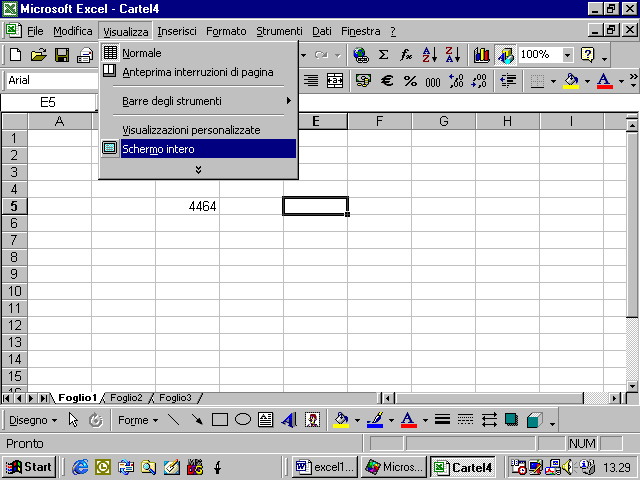 Microsoft Excel - Cartel4
File Modifica Visualizza Inserisci Formato Strumenti Dati Finestra ?
Normale
Anteprima interruzioni di pagina
Barre degli strumenti
Visualizzazioni personalizzate
Schermo intero
100%
Arial
% 000
E5
A E F G H I
1
2
3
4
5 4464
6
7
8
9
10
11
12
13
14
15
Foglio1 Foglio2 Foglio3
Disegno Forme
Pronto NUM
Start excel1... Micros... Cartel4 13.29